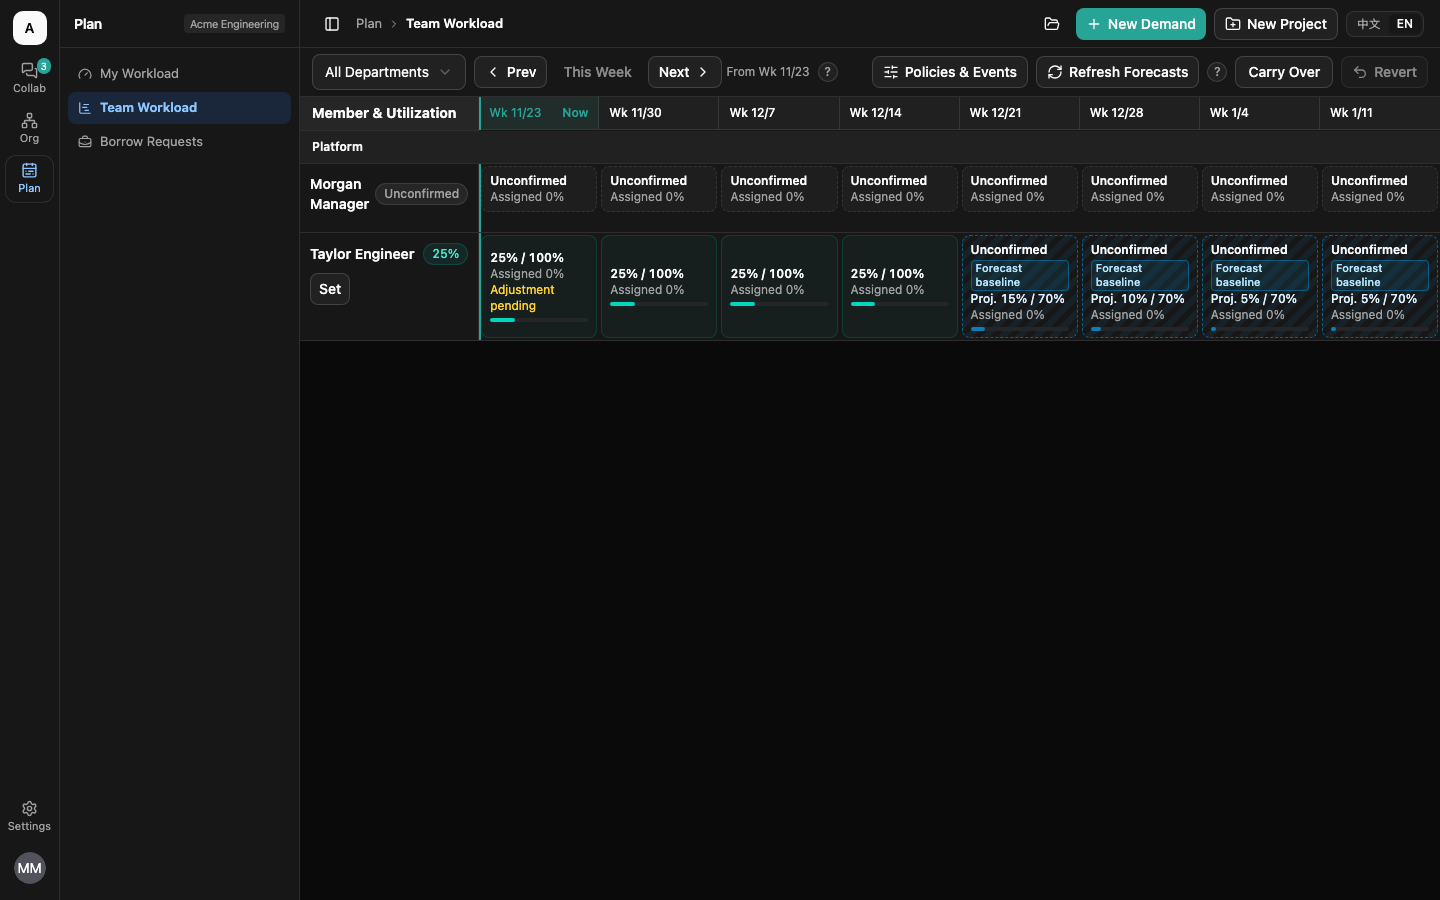 A
Plan
Acme Engineering
Plan
Team Workload
New Demand
New Project
中文
EN
3
Collab
Org
Plan
Settings
MM
My Workload
Team Workload
Borrow Requests
All Departments
Prev
This Week
Next
From Wk 11/23
?
Policies & Events
Refresh Forecasts
?
Carry Over
Revert
Member & Utilization
Wk 11/23
Now
Wk 11/30
Wk 12/7
Wk 12/14
Wk 12/21
Wk 12/28
Wk 1/4
Wk 1/11
Platform
Morgan
Manager
Unconfirmed
Unconfirmed
Assigned 0%
Unconfirmed
Assigned 0%
Unconfirmed
Assigned 0%
Unconfirmed
Assigned 0%
Unconfirmed
Assigned 0%
Unconfirmed
Assigned 0%
Unconfirmed
Assigned 0%
Unconfirmed
Assigned 0%
Taylor Engineer
25%
Set
25% / 100%
Assigned 0%
Adjustment
pending
25% / 100%
Assigned 0%
25% / 100%
Assigned 0%
25% / 100%
Assigned 0%
Unconfirmed
Forecast
baseline
Proj. 15% / 70%
Assigned 0%
Unconfirmed
Forecast
baseline
Proj. 10% / 70%
Assigned 0%
Unconfirmed
Forecast
baseline
Proj. 5% / 70%
Assigned 0%
Unconfirmed
Forecast
baseline
Proj. 5% / 70%
Assigned 0%